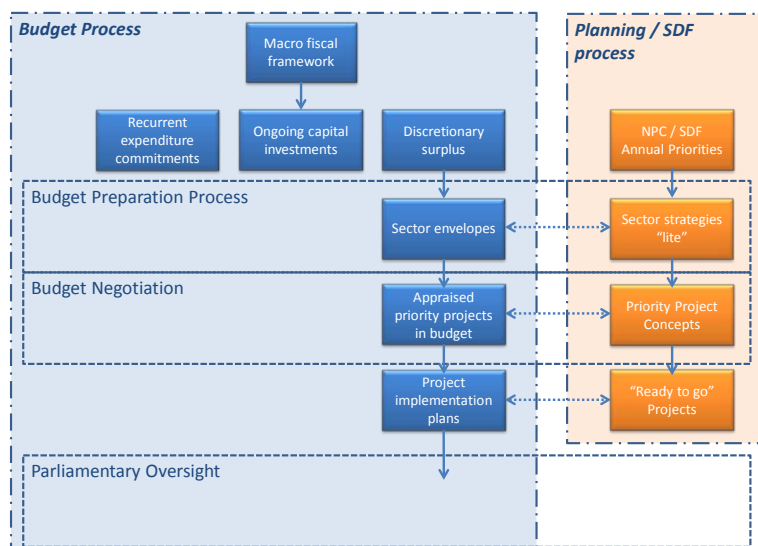 Budget Process
Planning / SDF
process
Macro fiscal
framework
Recurrent
expenditure
commitments
Ongoing capital
investments
Discretionary
surplus
NPC / SDF
Annual Priorities
Budget Preparation Process
Sector envelopes
Sector strategies
“lite”
Budget Negotiation
Appraised
priority projects
in budget
Priority Project
Concepts
Project
implementation
plans
“Ready to go”
Projects
Parliamentary Oversight